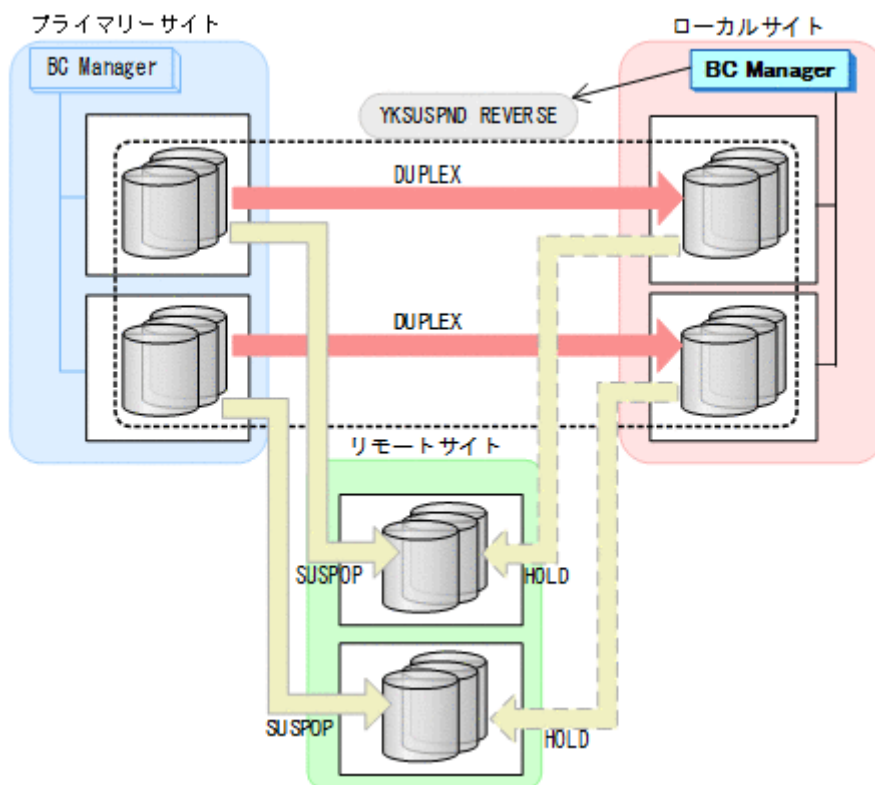 プライマリーサイト
ローカルサイト
BC Manager
BC Manager
YKSUSPND REVERSE
DUPLEX
DUPLEX
リモートサイト
SUSPOP
HOLD
SUSPOP
HOLD